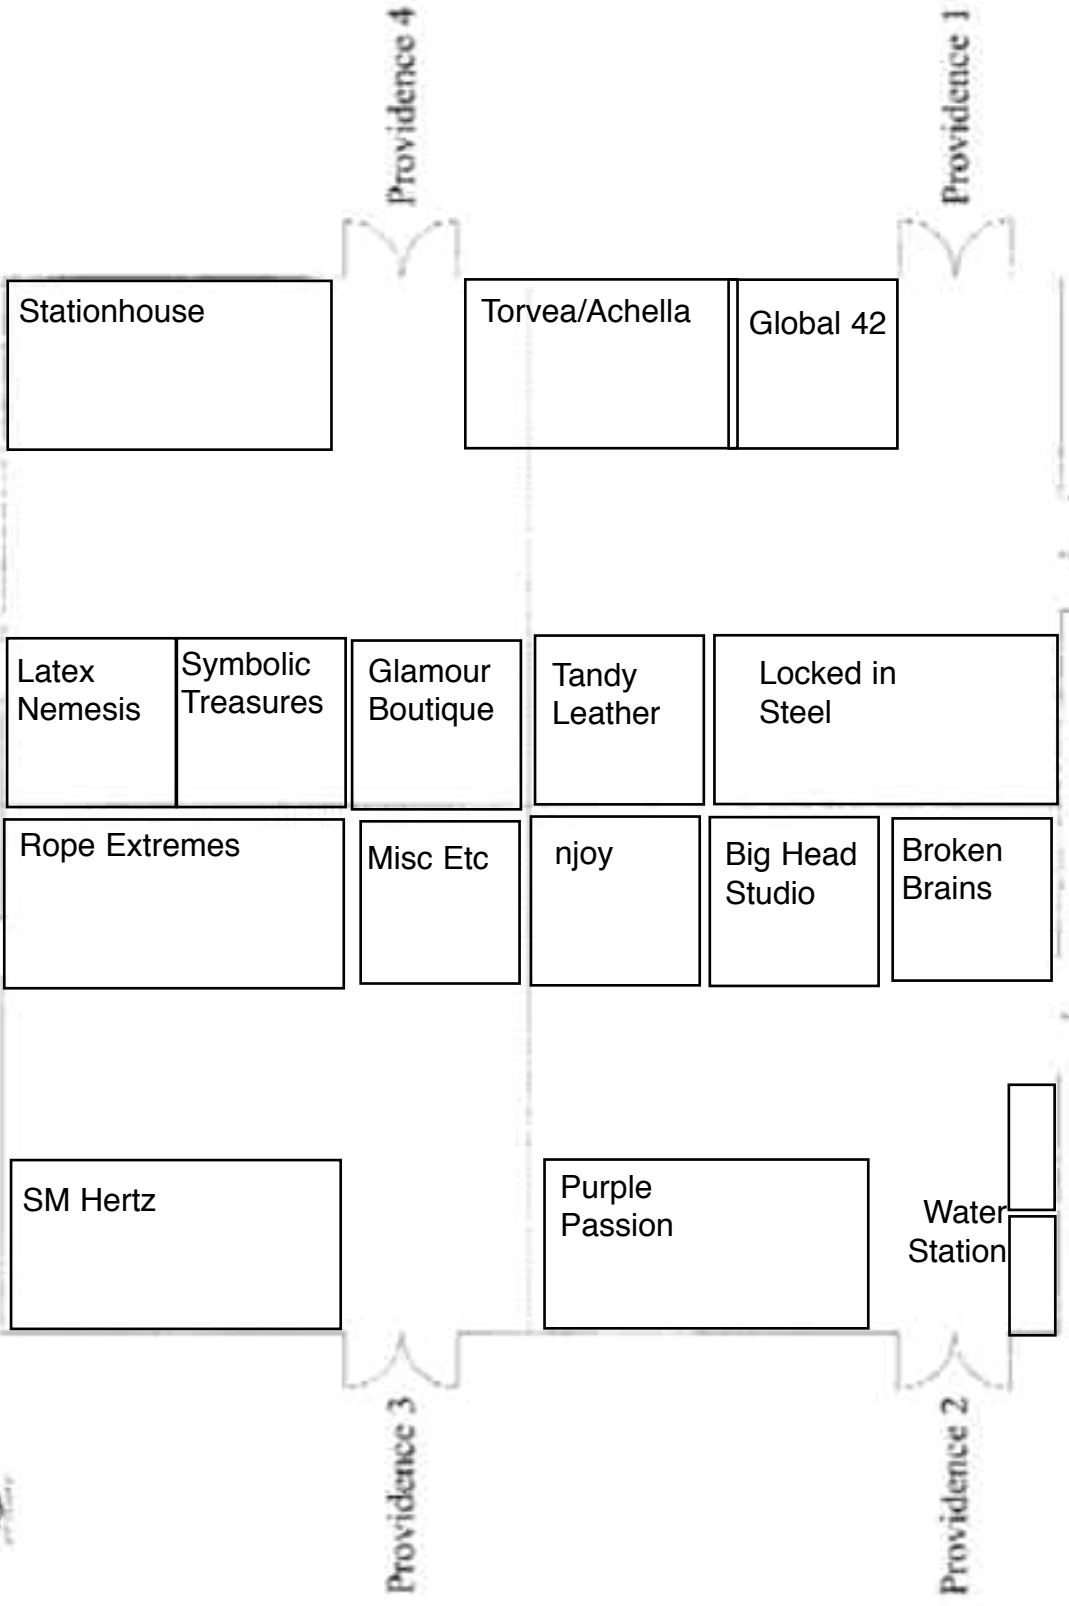 Providence 4
Providence 1
Stationhouse
Torvea/Achella
Global 42
Latex
Nemesis
Symbolic
Treasures
Glamour
Boutique
Tandy
Leather
Locked in
Steel
Rope Extremes
Misc Etc
njoy
Big Head
Studio
Broken
Brains
SM Hertz
Purple
Passion
Water
Station
Providence 3
Providence 2